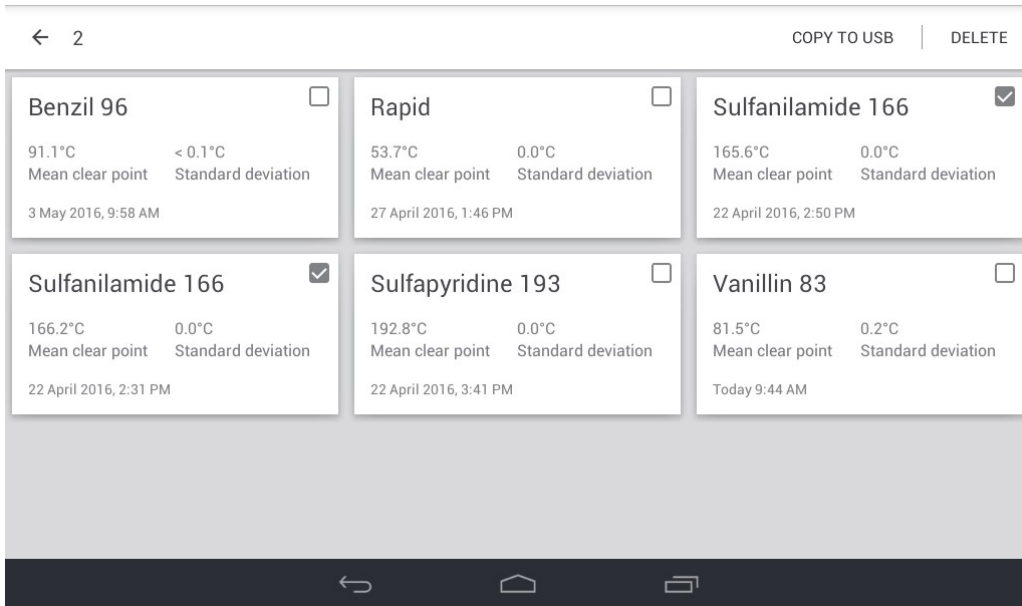 2 COPY TO USB DELETE
Benzil 96
91.1°C < 0.1°C
Mean clear point Standard deviation
3 May 2016, 9:58 AM
Rapid
53.7°C 0.0°C
Mean clear point Standard deviation
27 April 2016, 1:46 PM
Sulfanilamide 166
165.6°C 0.0°C
Mean clear point Standard deviation
22 April 2016, 2:50 PM
Sulfanilamide 166
166.2°C 0.0°C
Mean clear point Standard deviation
22 April 2016, 2:31 PM
Sulfapyridine 193
192.8°C 0.0°C
Mean clear point Standard deviation
22 April 2016, 3:41 PM
Vanillin 83
81.5°C 0.2°C
Mean clear point Standard deviation
Today 9:44 AM